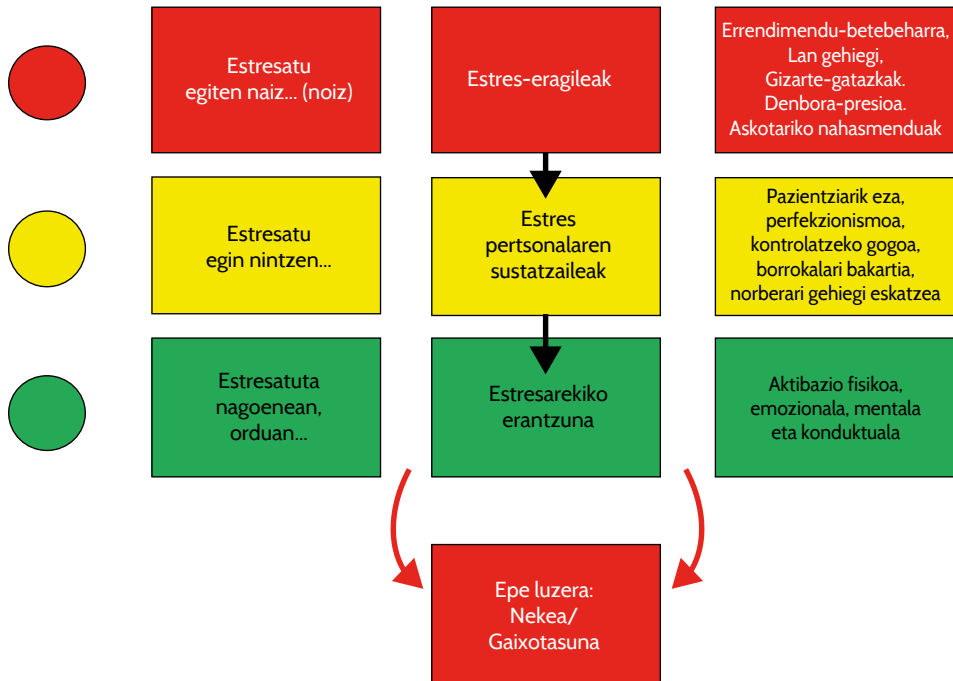 Estresatu
egiten naiz... (noiz)
Estres-eragileak
Errendimendu-betebeharra,
Lan gehiegi,
Gizarte-gatazkak.
Denbora-presioa.
Askotariko nahasmenduak
Estresatu
egin nintzen...
Estres
pertsonalaren
sustatzaileak
Pazientziarik eza,
perfekzionismoa,
kontrolatzeko gogoa,
borrokalari bakartia,
norberari gehiegi eskatzea
Estresatuta
nagoenean,
orduan...
Estresarekiko
erantzuna
Aktibazio fisikoa,
emozionala, mentala
eta konduktuala
Epe luzera:
Nekea/
Gaixotasuna